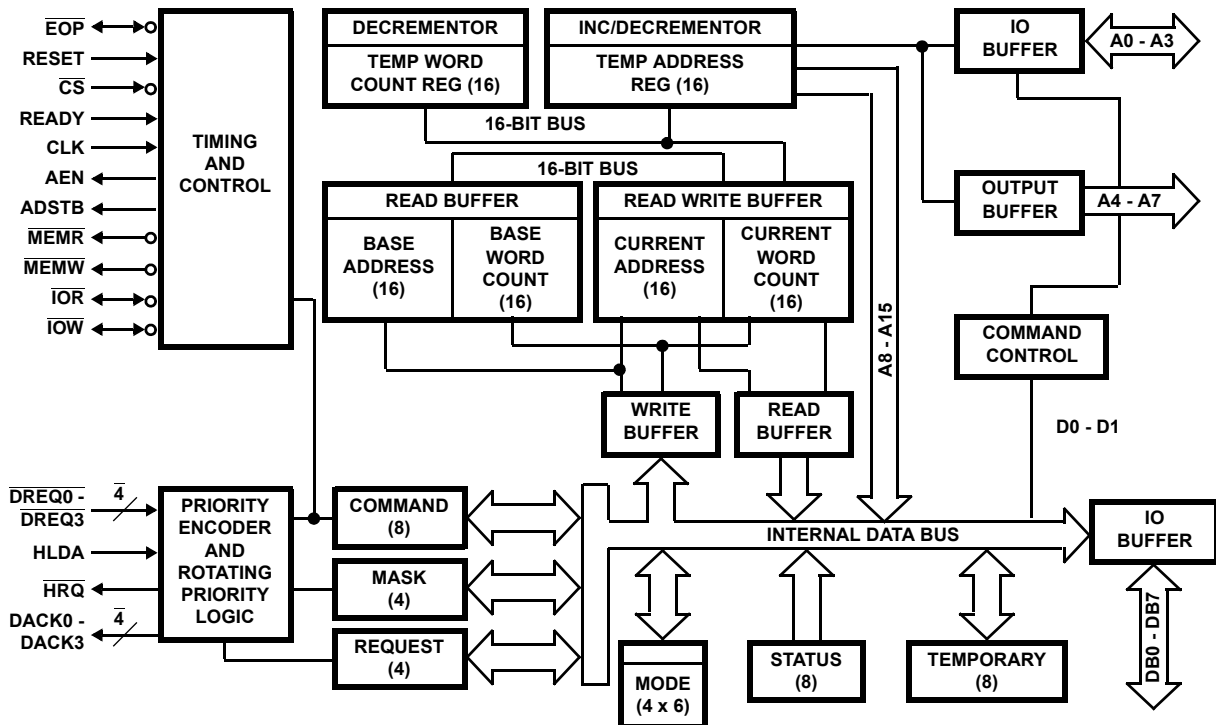 EOP
RESET
CS
READY
CLK
AEN
ADSTB
MEMR
MEMW
IOR
IOW
TIMING
AND
CONTROL
DECREMENTOR
TEMP WORD
COUNT REG (16)
INC/DECREMENTOR
TEMP ADDRESS
REG (16)
16-BIT BUS
16-BIT BUS
READ BUFFER
BASE
ADDRESS
(16)
BASE
WORD
COUNT
(16)
READ WRITE BUFFER
CURRENT
ADDRESS
(16)
CURRENT
WORD
COUNT
(16)
WRITE
BUFFER
READ
BUFFER
A8 - A15
IO
BUFFER
A0 - A3
OUTPUT
BUFFER
A4 - A7
COMMAND
CONTROL
D0 - D1
DREQ0 -
DREQ3
4
HLDA
HRQ
DACK0 -
DACK3
4
PRIORITY
ENCODER
AND
ROTATING
PRIORITY
LOGIC
COMMAND
(8)
MASK
(4)
REQUEST
(4)
INTERNAL DATA BUS
MODE
(4 x 6)
STATUS
(8)
TEMPORARY
(8)
IO
BUFFER
DB0 - DB7